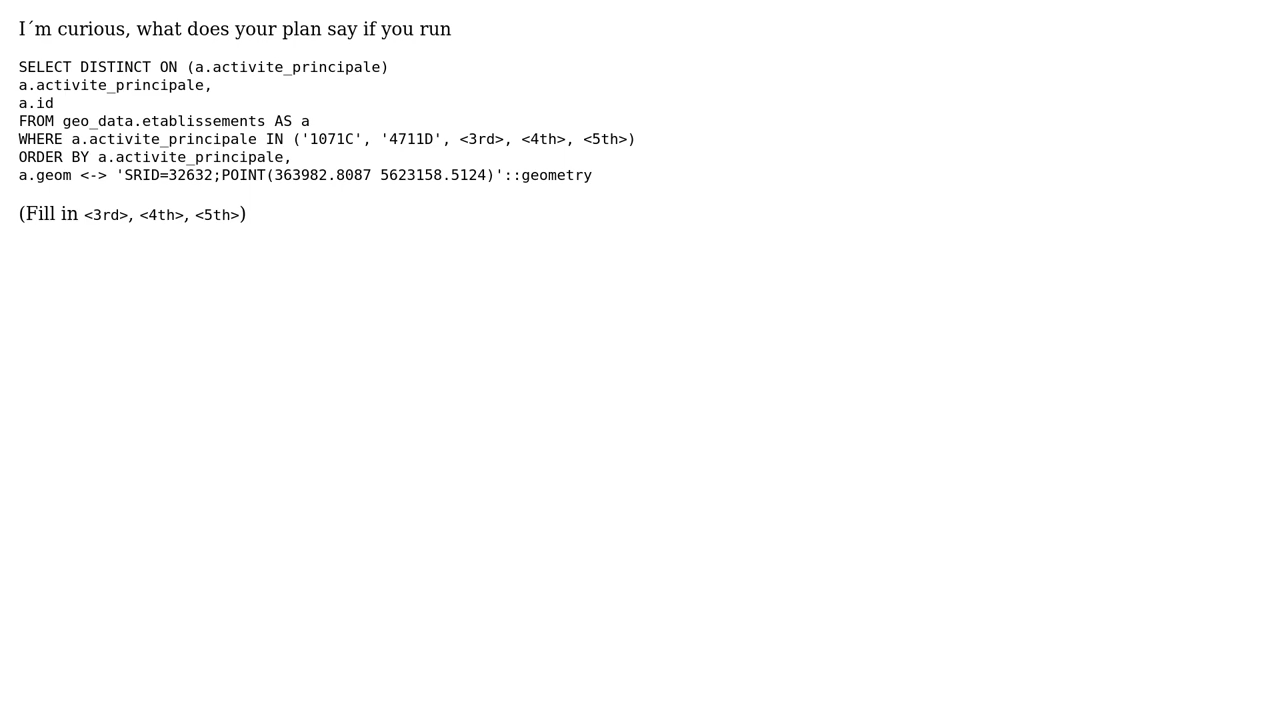 I´m curious, what does your plan say if you run
SELECT DISTINCT ON (a.activite_principale)
a.activite_principale,
a.id
FROM geo_data.etablissements AS a
WHERE a.activite_principale IN ('1071C', '4711D', <3rd>, <4th>, <5th>)
ORDER BY a.activite_principale,
a.geom <-> 'SRID=32632;POINT(363982.8087 5623158.5124)'::geometry
(Fill in <3rd>, <4th>, <5th>)